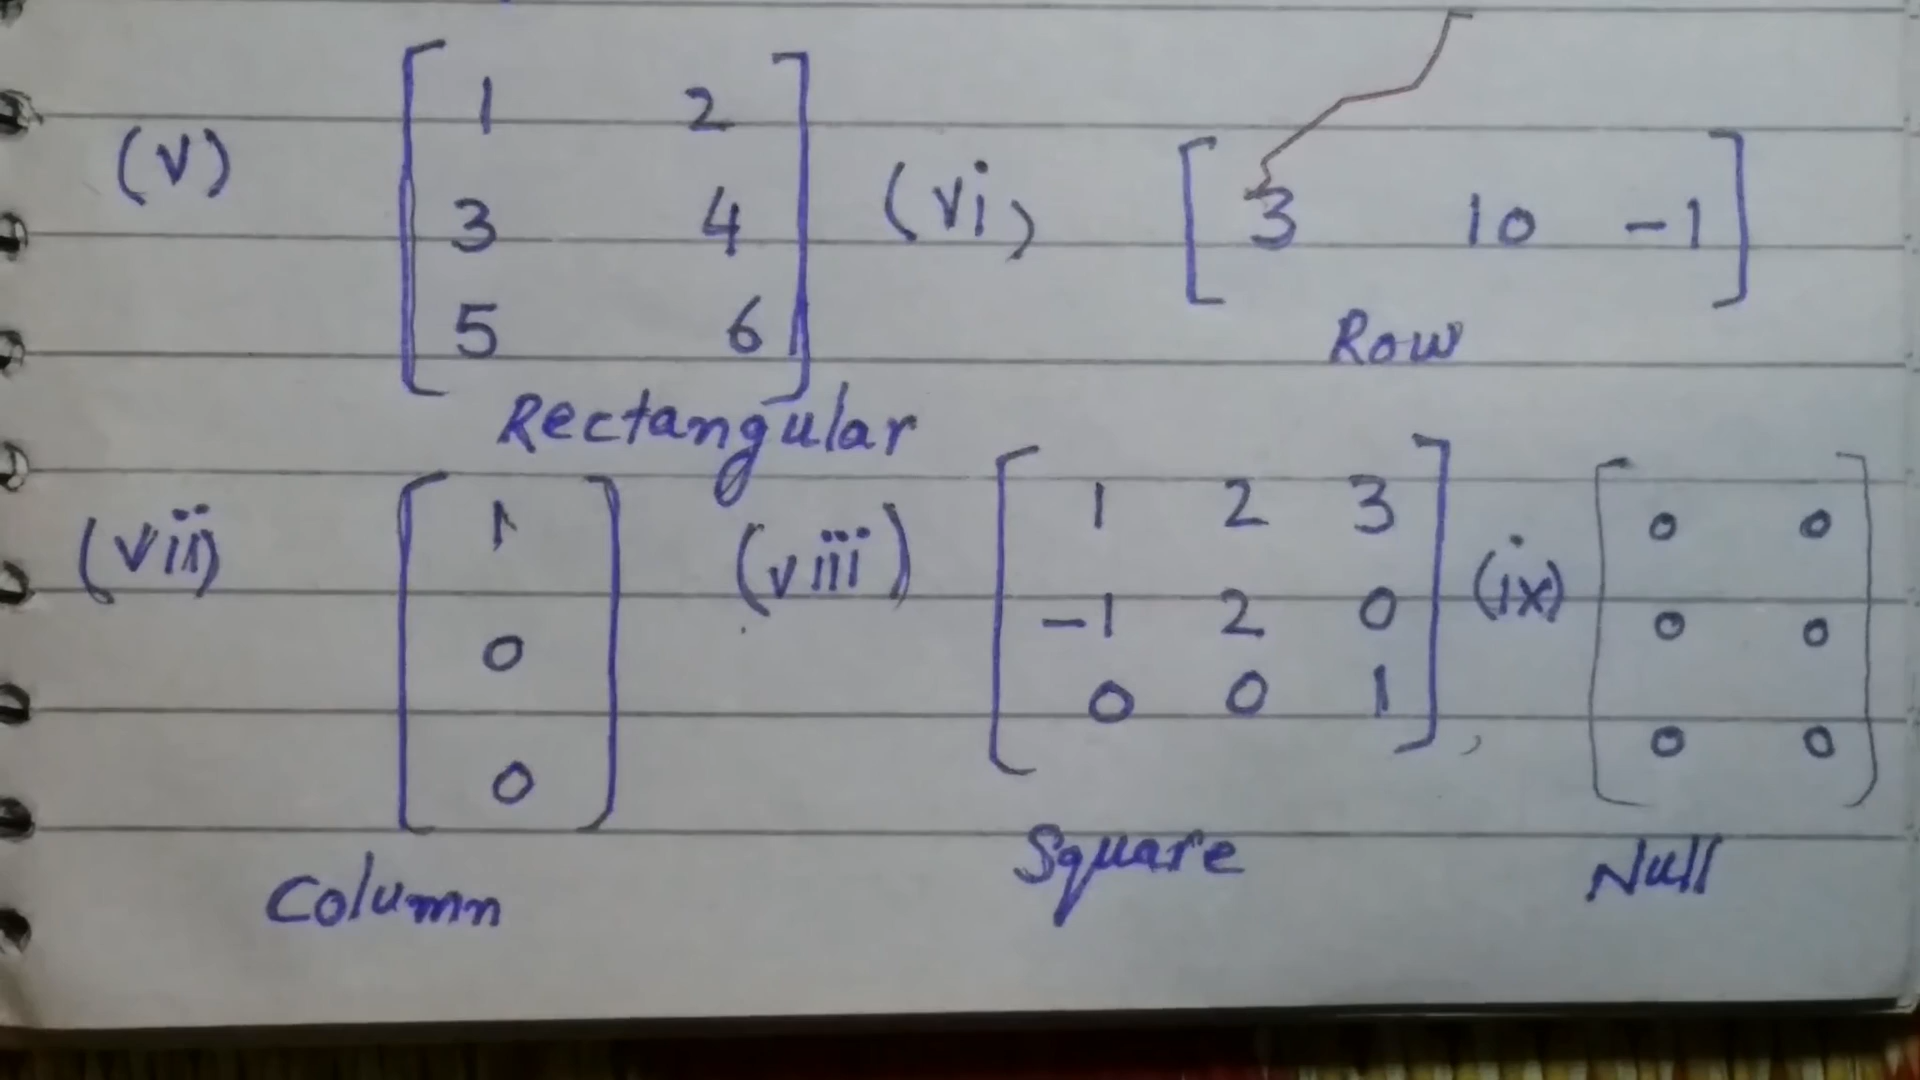 (v) [ 1 2
3 4
5 6 ]
Rectangular
(vi) [ 3 10 -1 ]
Row
(vii) [ 1
0
0 ]
Column
(viii) [ 1 2 3
-1 2 0
0 0 1 ],
Square
(ix) [ 0 0
0 0
0 0 ]
Null